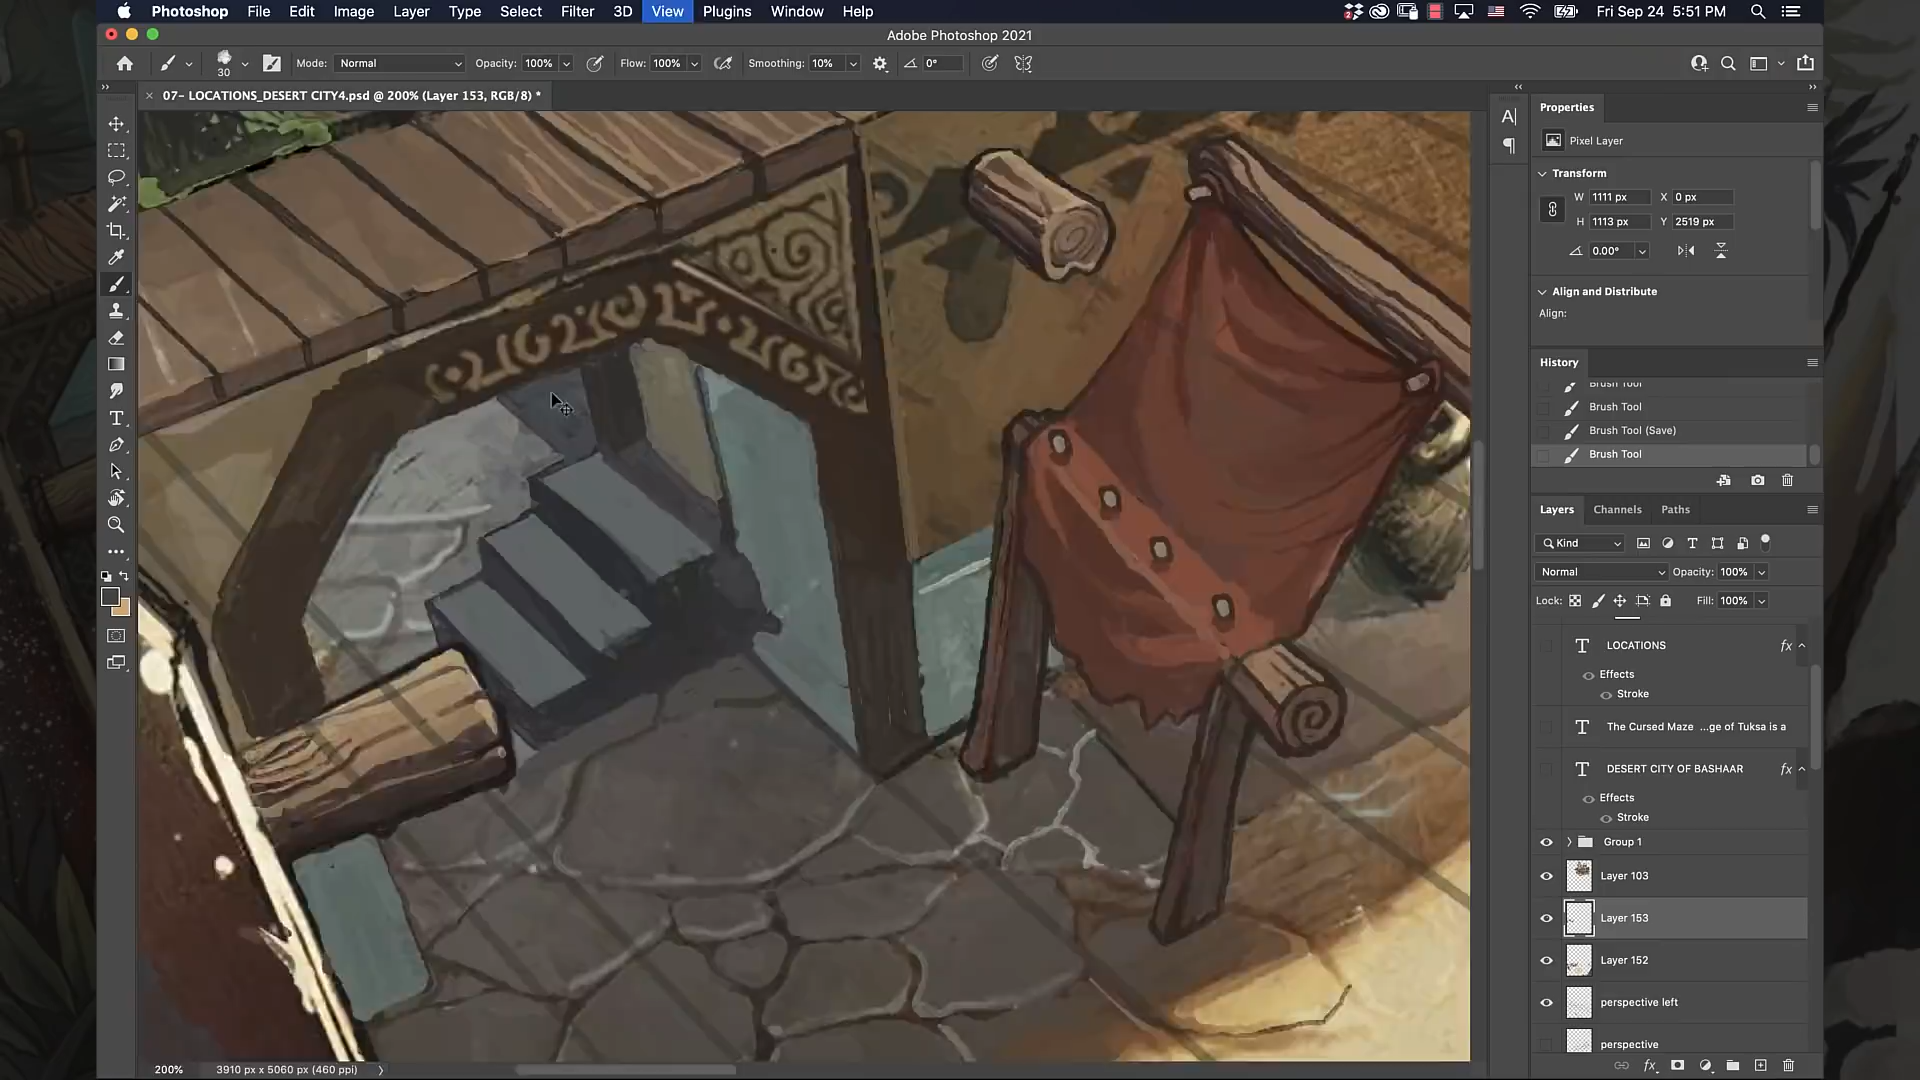 Photoshop File Edit Image Layer Type Select Filter 3D View Plugins Window Help Fri Sep 24 5:51 PM
Adobe Photoshop 2021
30 Mode: Normal Opacity: 100% Flow: 100% Smoothing: 10% 0°
× 07- LOCATIONS_DESERT CITY4.psd @ 200% (Layer 153, RGB/8) *
Properties
Pixel Layer
Transform
W 1111 px X 0 px
H 1113 px Y 2519 px
0.00°
Align and Distribute
Align:
History
Brush Tool
Brush Tool
Brush Tool (Save)
Brush Tool
Layers Channels Paths
Kind
Normal Opacity: 100%
Lock: Fill: 100%
LOCATIONS fx
Effects
Stroke
The Cursed Maze ...ge of Tuksa is a
DESERT CITY OF BASHAAR fx
Effects
Stroke
Group 1
Layer 103
Layer 153
Layer 152
perspective left
perspective
fx
200% 3910 px x 5060 px (460 ppi)